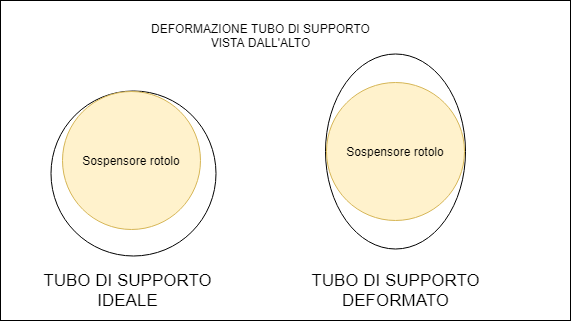 DEFORMAZIONE TUBO DI SUPPORTO
VISTA DALL'ALTO
Sospensore rotolo
Sospensore rotolo
TUBO DI SUPPORTO
IDEALE
TUBO DI SUPPORTO
DEFORMATO